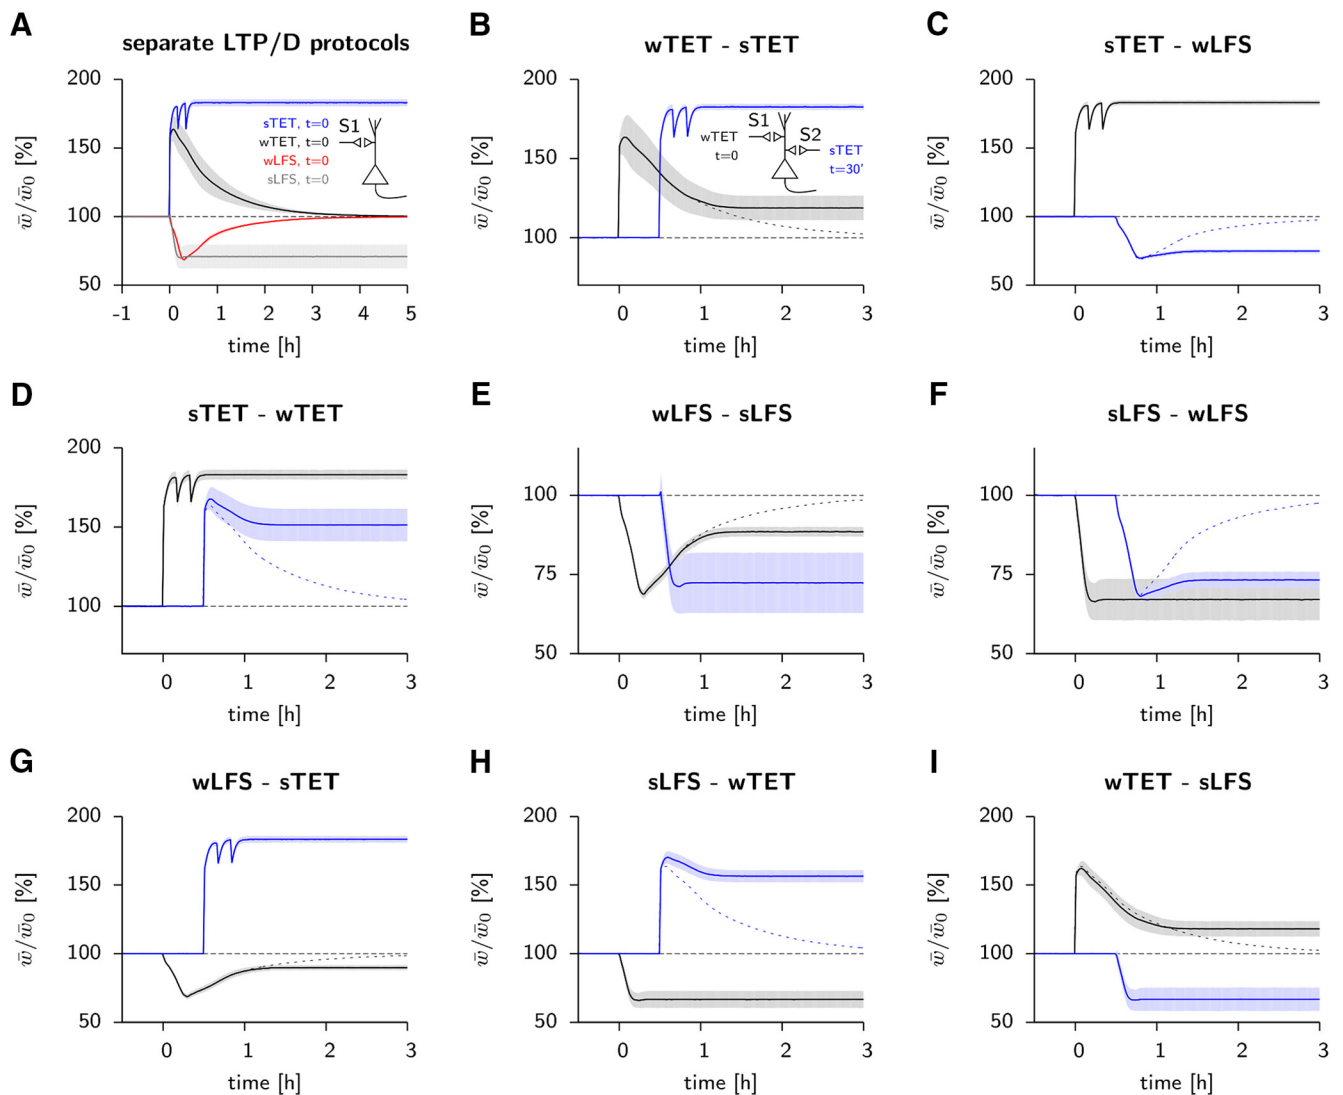 A
separate LTP/D protocols
200
150
100
50
w̄/w̄₀ [%]
sTET, t=0
wTET, t=0
wLFS, t=0
sLFS, t=0
S1
-1 0 1 2 3 4 5
time [h]
B
wTET - sTET
200
150
100
w̄/w̄₀ [%]
S1
wTET
t=0
S2
sTET
t=30'
0 1 2 3
time [h]
C
sTET - wLFS
200
150
100
50
w̄/w̄₀ [%]
0 1 2 3
time [h]
D
sTET - wTET
200
150
100
w̄/w̄₀ [%]
0 1 2 3
time [h]
E
wLFS - sLFS
100
75
50
w̄/w̄₀ [%]
0 1 2 3
time [h]
F
sLFS - wLFS
100
75
50
w̄/w̄₀ [%]
0 1 2 3
time [h]
G
wLFS - sTET
200
150
100
50
w̄/w̄₀ [%]
0 1 2 3
time [h]
H
sLFS - wTET
200
150
100
50
w̄/w̄₀ [%]
0 1 2 3
time [h]
I
wTET - sLFS
200
150
100
50
w̄/w̄₀ [%]
0 1 2 3
time [h]